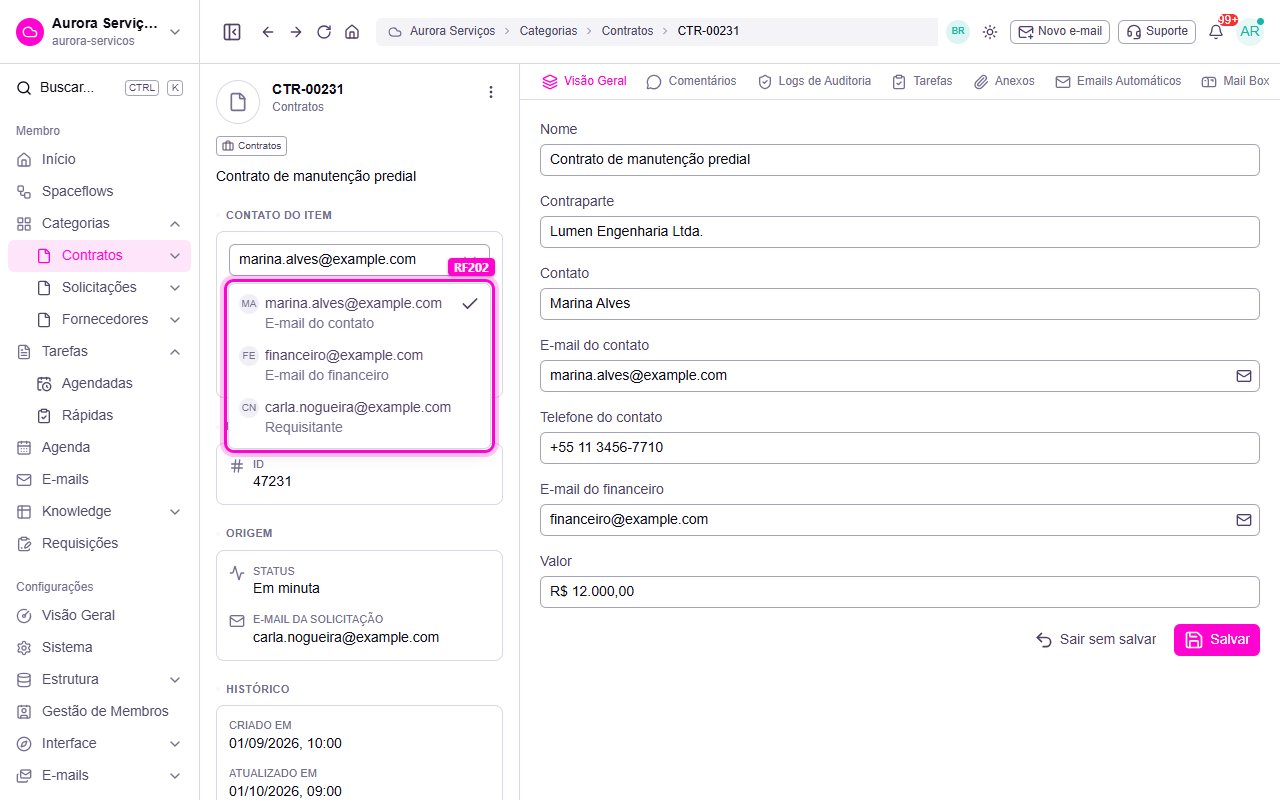 Aurora Serviç...
aurora-servicos
Aurora Serviços
Categorias
Contratos
CTR-00231
BR
Novo e-mail
Suporte
99+
AR
Buscar...
CTRL
K
Membro
Início
Spaceflows
Categorias
Contratos
Solicitações
Fornecedores
Tarefas
Agendadas
Rápidas
Agenda
E-mails
Knowledge
Requisições
Configurações
Visão Geral
Sistema
Estrutura
Gestão de Membros
Interface
E-mails
CTR-00231
Contratos
Contratos
Contrato de manutenção predial
CONTATO DO ITEM
marina.alves@example.com
RF202
MA
marina.alves@example.com
E-mail do contato
FE
financeiro@example.com
E-mail do financeiro
CN
carla.nogueira@example.com
Requisitante
ID
47231
ORIGEM
STATUS
Em minuta
E-MAIL DA SOLICITAÇÃO
carla.nogueira@example.com
HISTÓRICO
CRIADO EM
01/09/2026, 10:00
ATUALIZADO EM
01/10/2026, 09:00
Visão Geral
Comentários
Logs de Auditoria
Tarefas
Anexos
Emails Automáticos
Mail Box
Nome
Contrato de manutenção predial
Contraparte
Lumen Engenharia Ltda.
Contato
Marina Alves
E-mail do contato
marina.alves@example.com
Telefone do contato
+55 11 3456-7710
E-mail do financeiro
financeiro@example.com
Valor
R$ 12.000,00
Sair sem salvar
Salvar